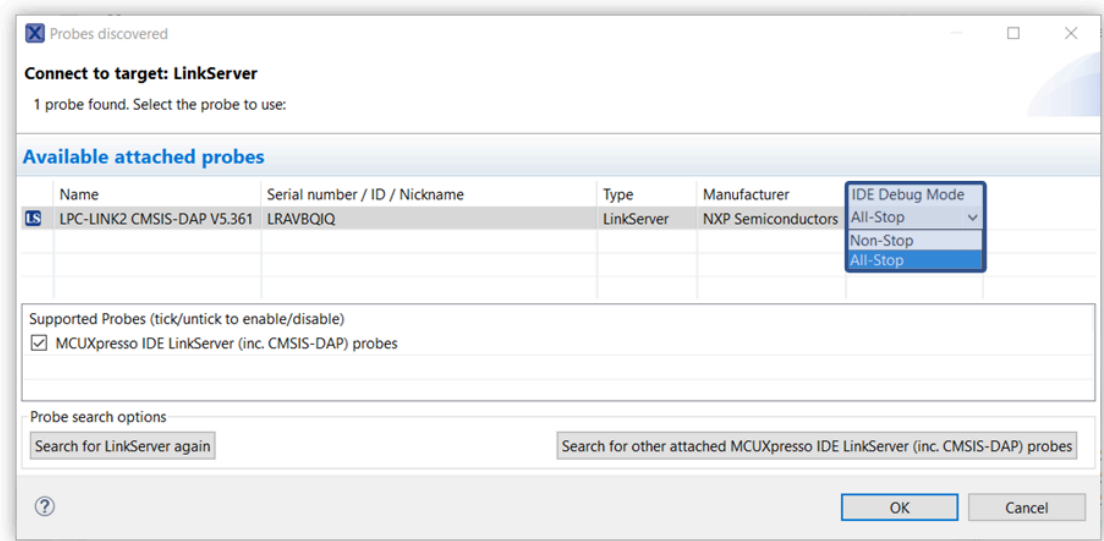 Probes discovered
Connect to target: LinkServer
1 probe found. Select the probe to use:
Available attached probes
Name Serial number / ID / Nickname Type Manufacturer IDE Debug Mode
LS LPC-LINK2 CMSIS-DAP V5.361 LRAVBQIQ LinkServer NXP Semiconductors All-Stop
Non-Stop
All-Stop
Supported Probes (tick/untick to enable/disable)
MCUXpresso IDE LinkServer (inc. CMSIS-DAP) probes
Probe search options
Search for LinkServer again Search for other attached MCUXpresso IDE LinkServer (inc. CMSIS-DAP) probes
? OK Cancel